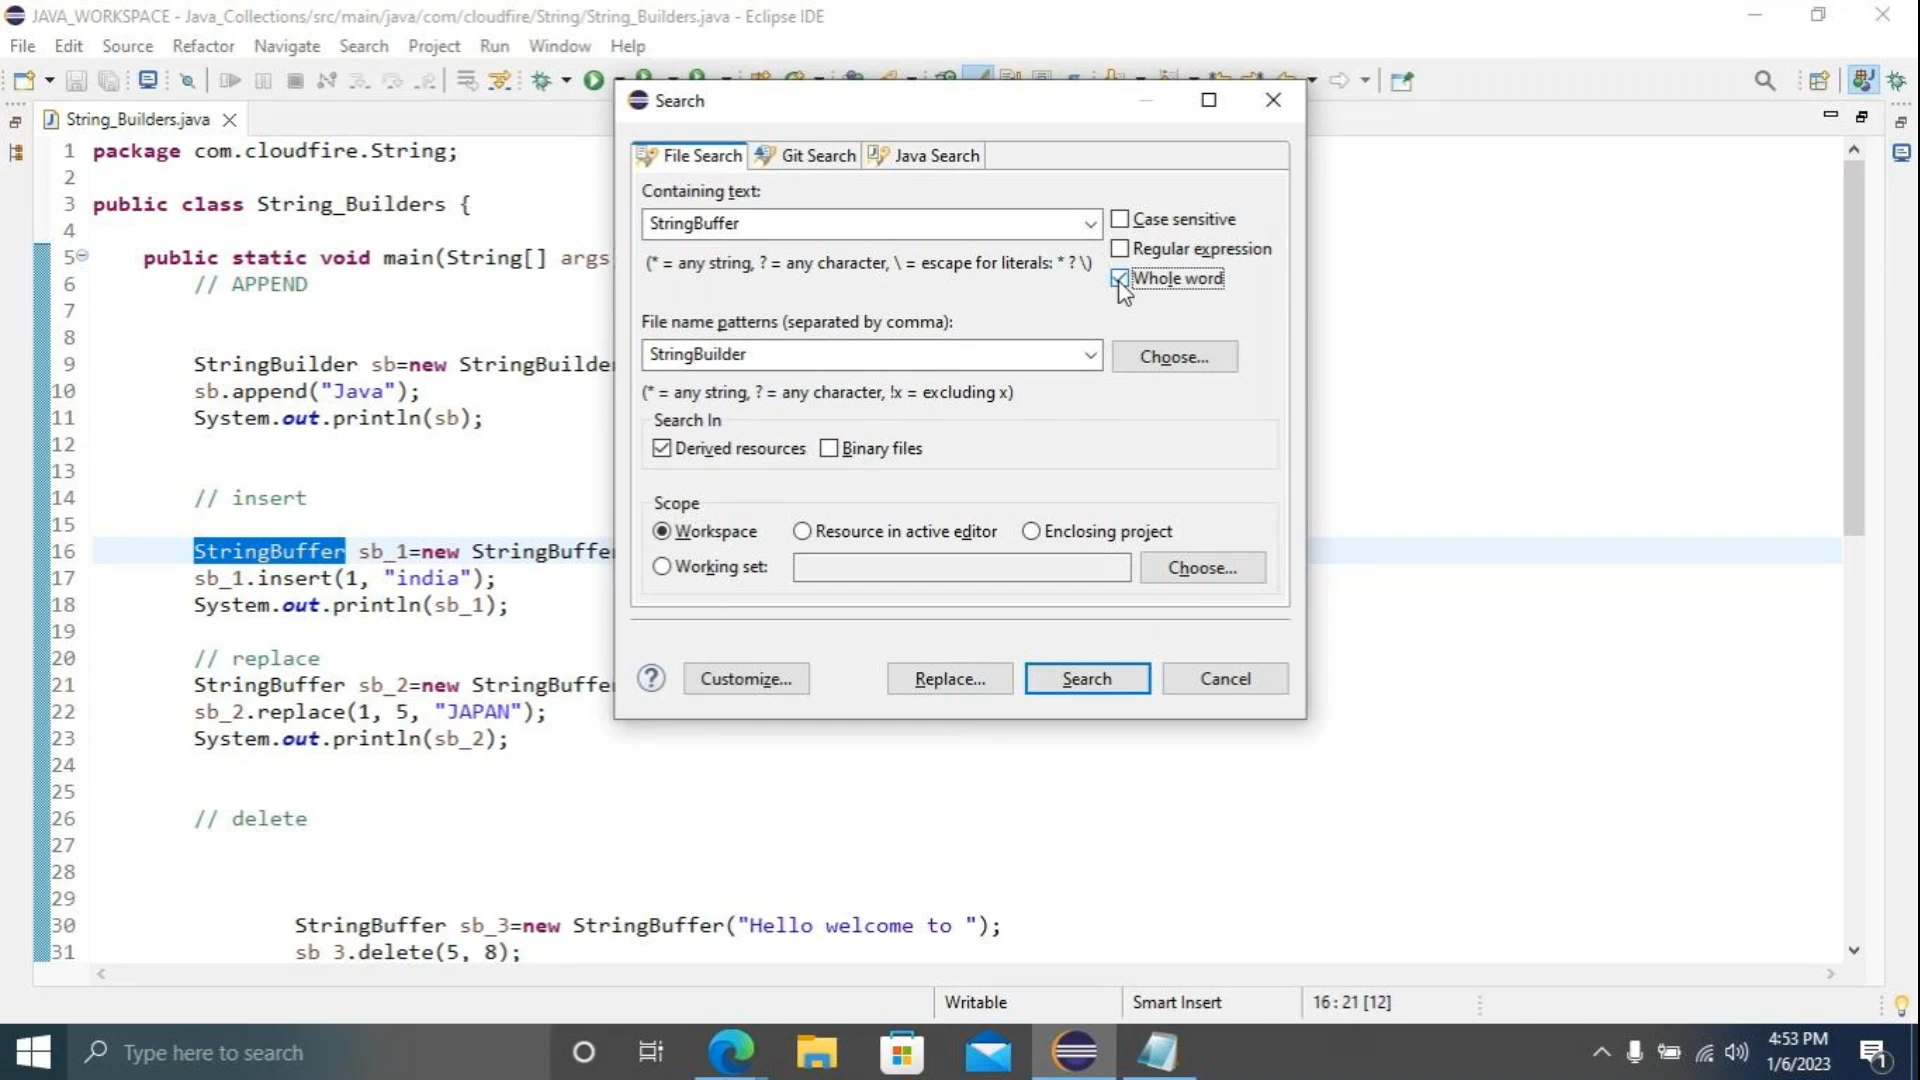 JAVA_WORKSPACE - Java_Collections/src/main/java/com/cloudfire/String/String_Builders.java - Eclipse IDE
File Edit Source Refactor Navigate Search Project Run Window Help
String_Builders.java
1 package com.cloudfire.String;
2
3 public class String_Builders {
4
5 public static void main(String[] args
6 // APPEND
7
8
9 StringBuilder sb=new StringBuilder
10 sb.append("Java");
11 System.out.println(sb);
12
13
14 // insert
15
16 StringBuffer sb_1=new StringBuffer
17 sb_1.insert(1, "india");
18 System.out.println(sb_1);
19
20 // replace
21 StringBuffer sb_2=new StringBuffer
22 sb_2.replace(1, 5, "JAPAN");
23 System.out.println(sb_2);
24
25
26 // delete
27
28
29
30 StringBuffer sb_3=new StringBuffer("Hello welcome to ");
31 sb_3.delete(5, 8);
Search
File Search Git Search Java Search
Containing text:
StringBuffer
Case sensitive
Regular expression
(* = any string, ? = any character, \ = escape for literals: * ? \)
Whole word
File name patterns (separated by comma):
StringBuilder
Choose...
(* = any string, ? = any character, !x = excluding x)
Search In
Derived resources Binary files
Scope
Workspace Resource in active editor Enclosing project
Working set: Choose...
? Customize... Replace... Search Cancel
Writable Smart Insert 16 : 21 [12]
Type here to search
4:53 PM
1/6/2023
1